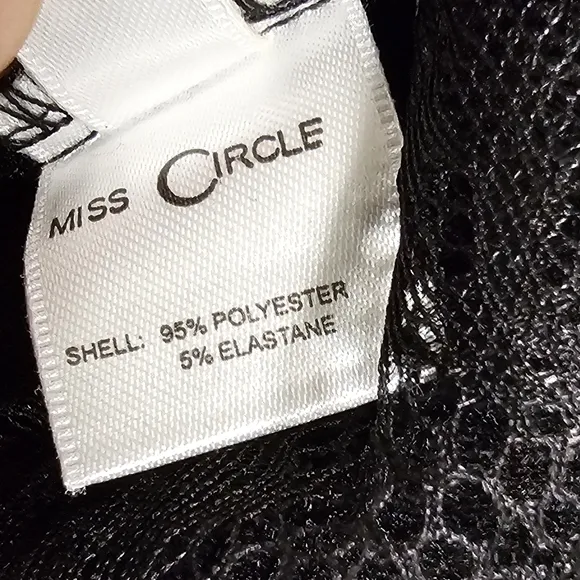 MISS CIRCLE
SHELL: 95% POLYESTER
5% ELASTANE